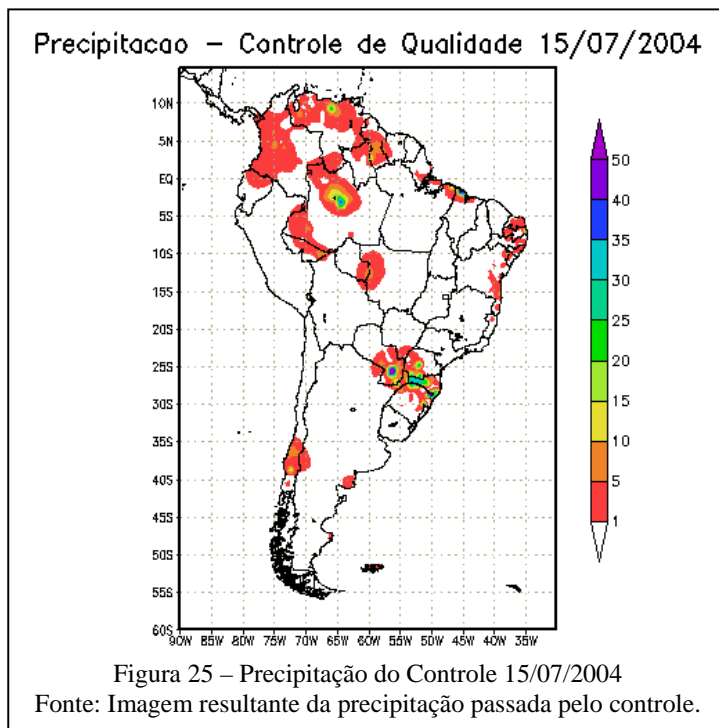 Precipitacao – Controle de Qualidade 15/07/2004
10N
5N
EQ
5S
10S
15S
20S
25S
30S
35S
40S
45S
50S
55S
60S
90W 85W 80W 75W 70W 65W 60W 55W 50W 45W 40W 35W
50
40
35
30
25
20
15
10
5
1
Figura 25 – Precipitação do Controle 15/07/2004
Fonte: Imagem resultante da precipitação passada pelo controle.